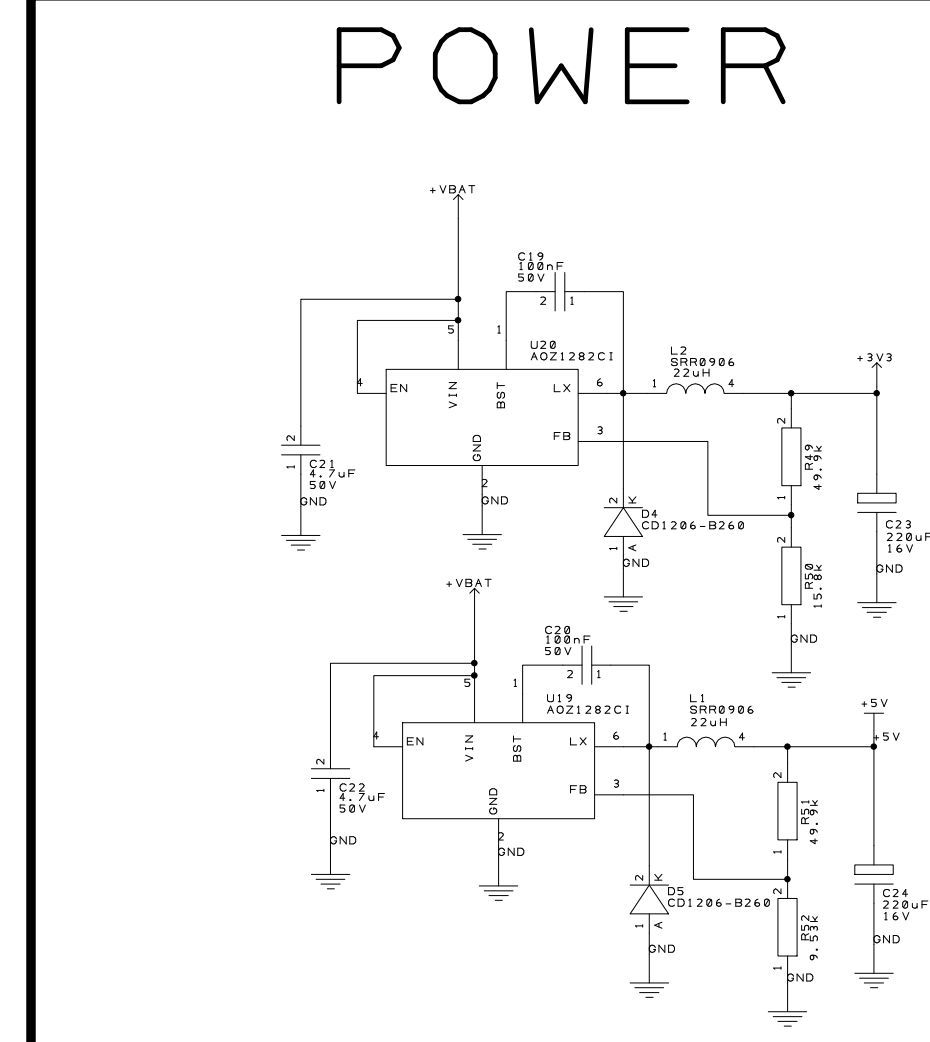 POWER
+VBAT
C19
100nF
50V
2 1
5
1
U20
AOZ1282CI
L2
SRR0906
22uH
+3V3
4
EN
VIN
BST
LX
6
1
4
FB
3
GND
2
GND
2
1
C21
4.7uF
50V
GND
2
R49
49.9k
1
2 K
D4
CD1206-B260
1 A
GND
2
R50
15.8k
1
GND
C23
220uF
16V
GND
+VBAT
C20
100nF
50V
2 1
5
1
U19
AOZ1282CI
L1
SRR0906
22uH
+5V
+5V
4
EN
VIN
BST
LX
6
1
4
FB
3
GND
2
GND
2
1
C22
4.7uF
50V
GND
2
R51
49.9k
1
2 K
D5
CD1206-B260
1 A
GND
2
R52
9.53k
1
GND
C24
220uF
16V
GND